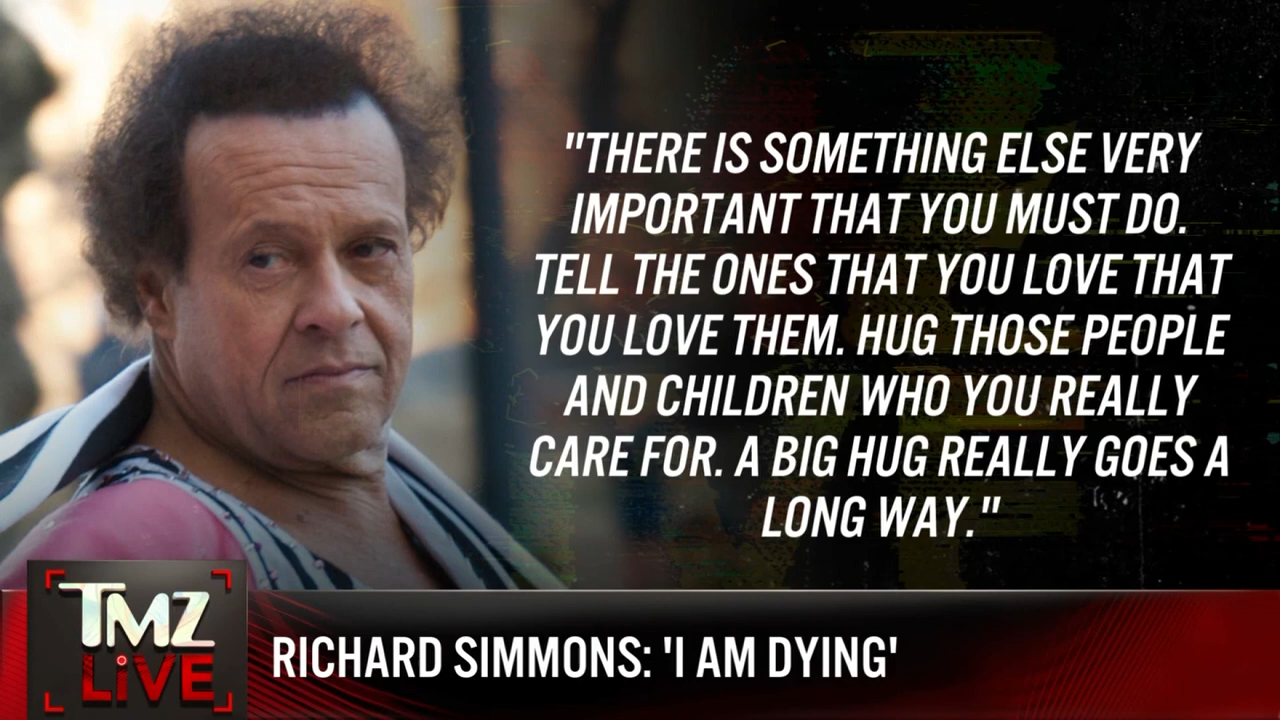 "THERE IS SOMETHING ELSE VERY
IMPORTANT THAT YOU MUST DO.
TELL THE ONES THAT YOU LOVE THAT
YOU LOVE THEM. HUG THOSE PEOPLE
AND CHILDREN WHO YOU REALLY
CARE FOR. A BIG HUG REALLY GOES A
LONG WAY."
TMZ
LiVE
RICHARD SIMMONS: 'I AM DYING'